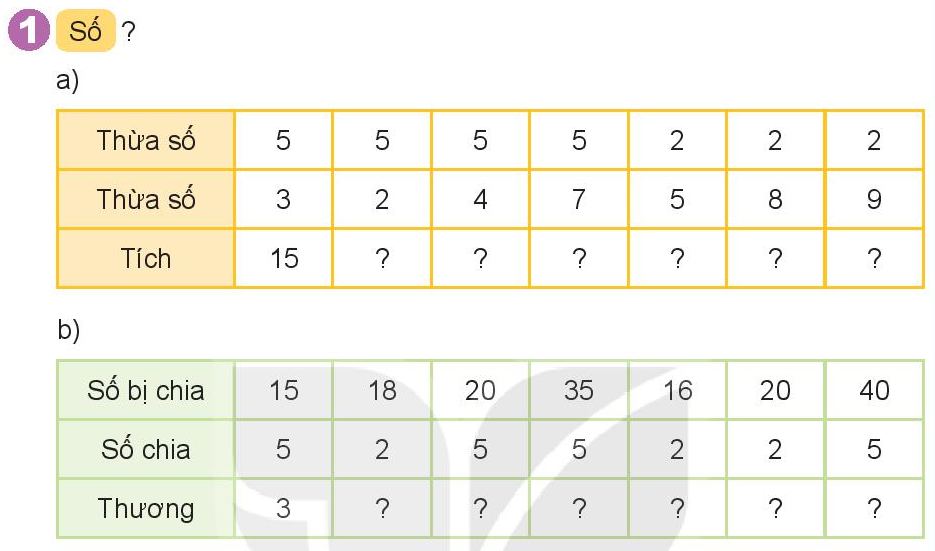 1 Số ?
a)
Thừa số 5 5 5 5 2 2 2
Thừa số 3 2 4 7 5 8 9
Tích 15 ? ? ? ? ? ?
b)
Số bị chia 15 18 20 35 16 20 40
Số chia 5 2 5 5 2 2 5
Thương 3 ? ? ? ? ? ?